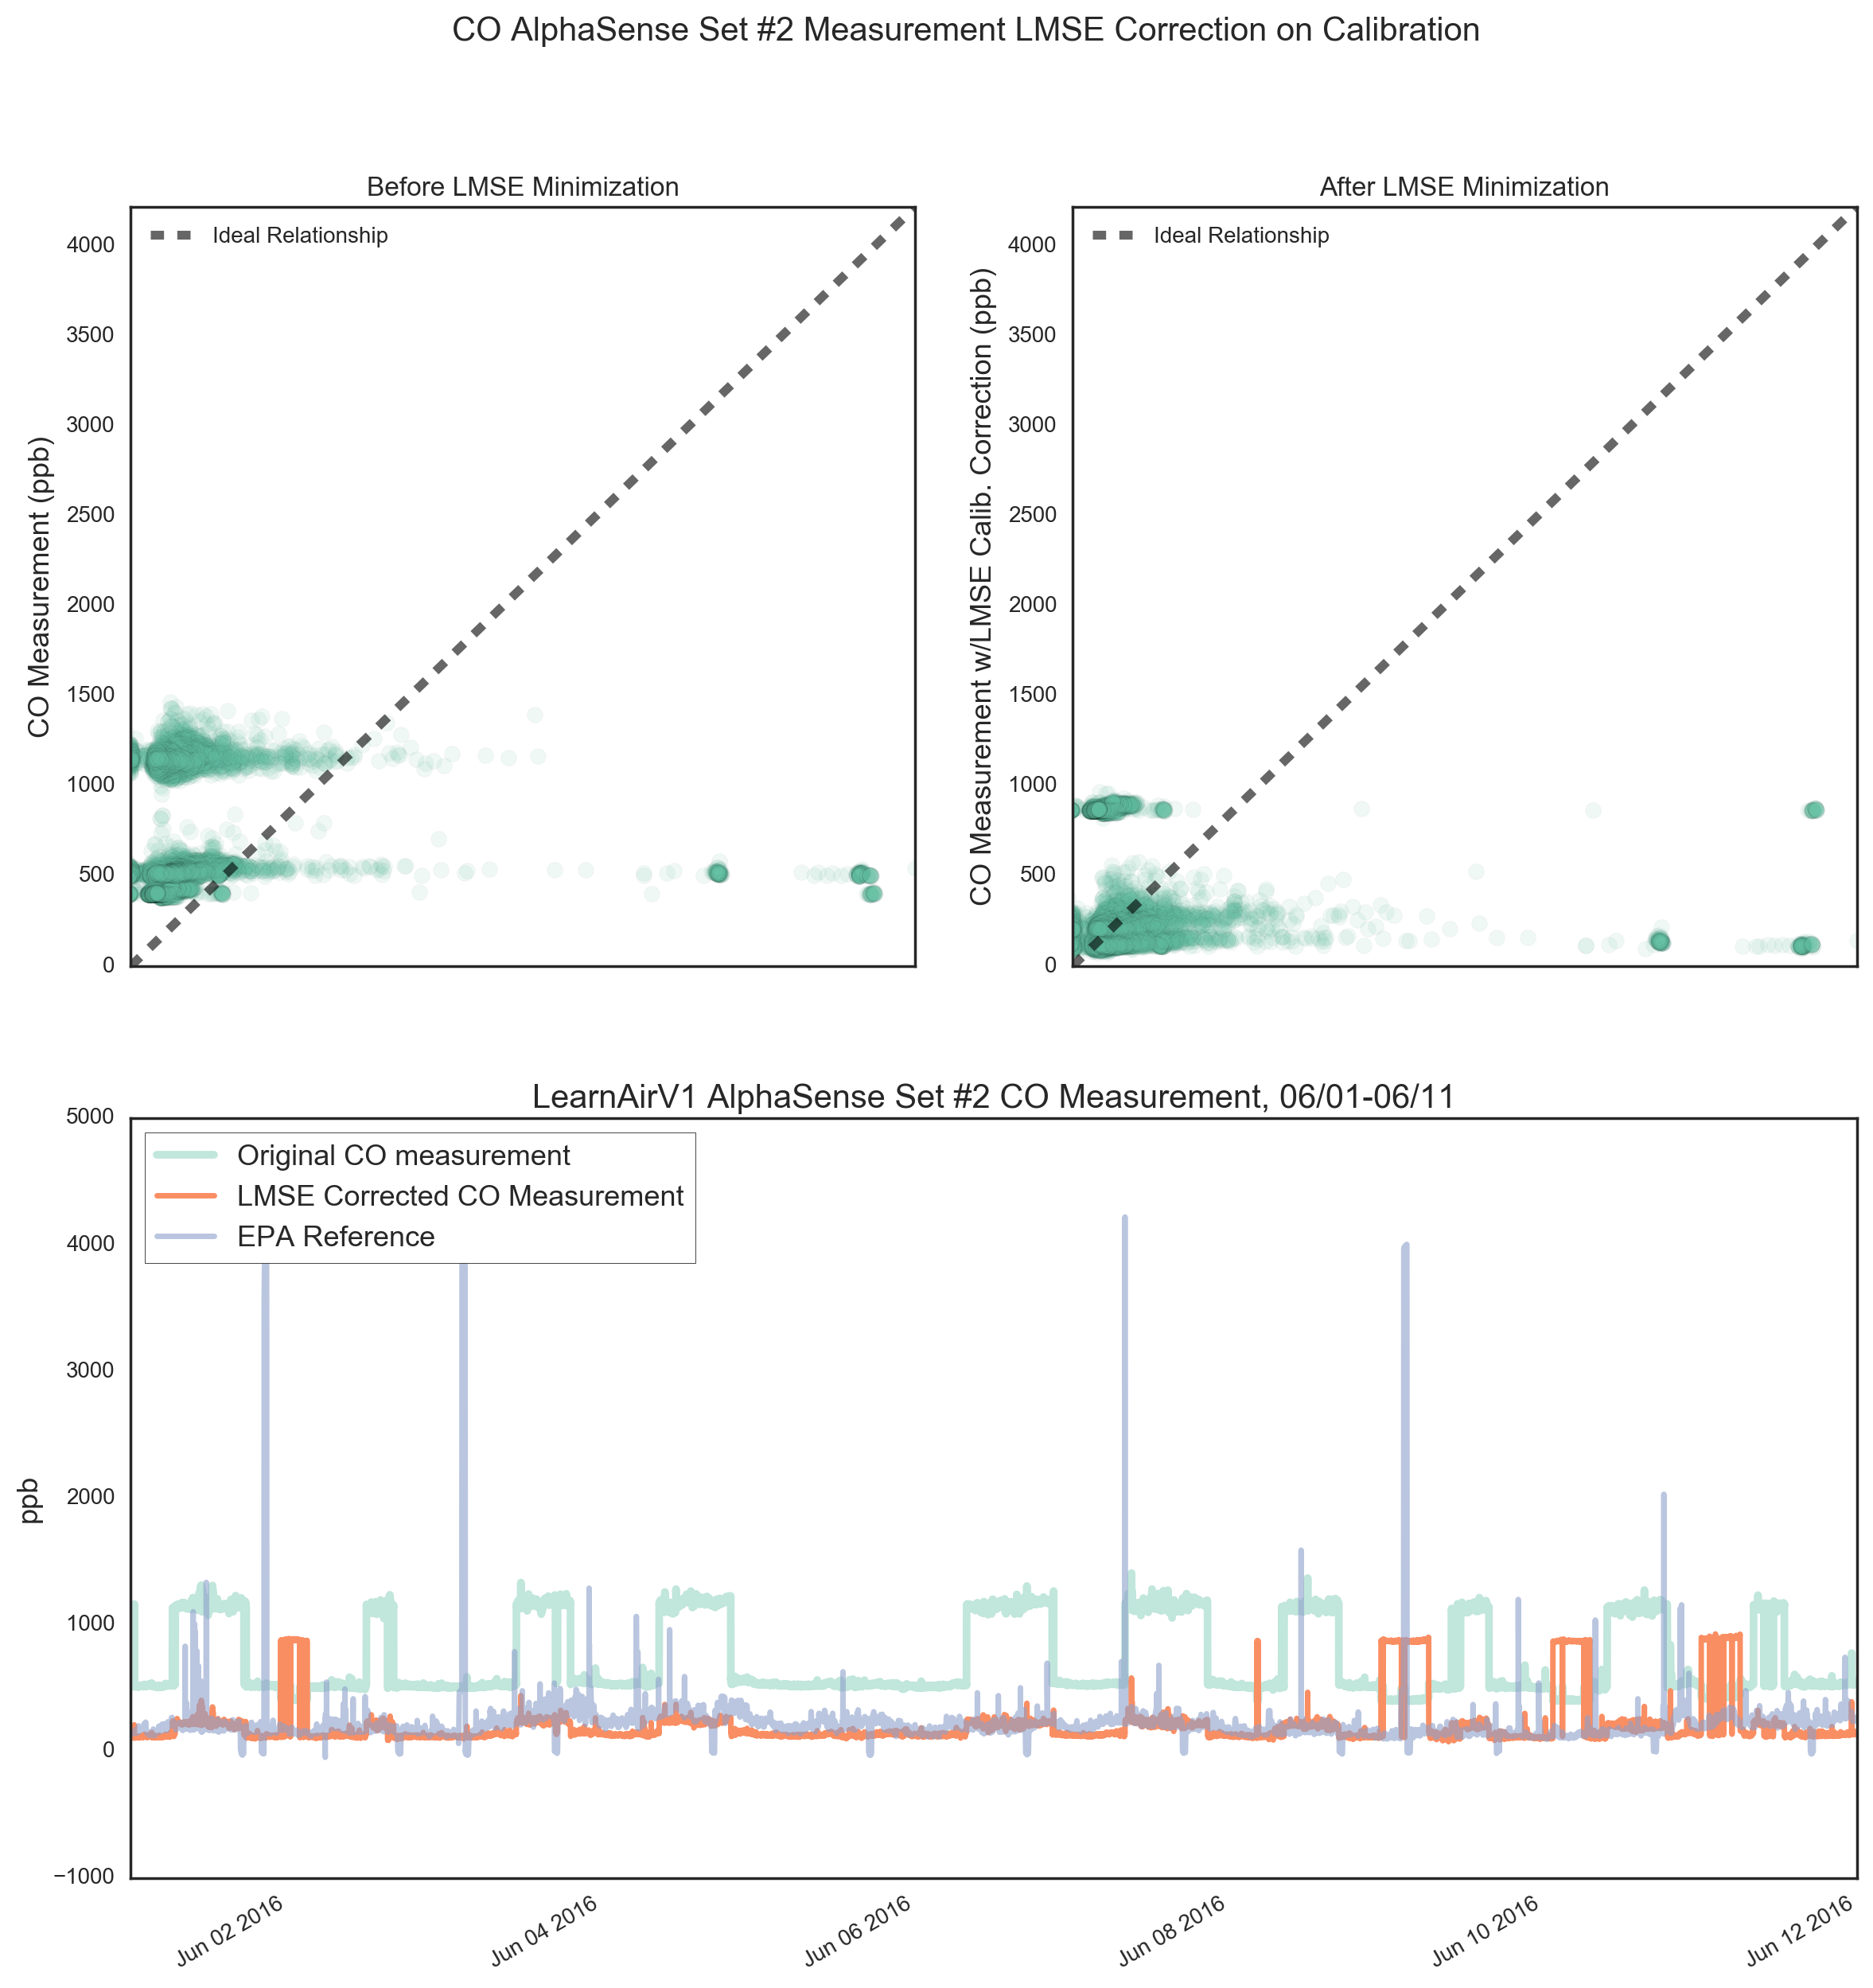 CO AlphaSense Set #2 Measurement LMSE Correction on Calibration
Before LMSE Minimization
Ideal Relationship
CO Measurement (ppb)
4000
3500
3000
2500
2000
1500
1000
500
0
After LMSE Minimization
Ideal Relationship
CO Measurement w/LMSE Calib. Correction (ppb)
4000
3500
3000
2500
2000
1500
1000
500
0
LearnAirV1 AlphaSense Set #2 CO Measurement, 06/01-06/11
Original CO measurement
LMSE Corrected CO Measurement
EPA Reference
ppb
5000
4000
3000
2000
1000
0
−1000
Jun 02 2016
Jun 04 2016
Jun 06 2016
Jun 08 2016
Jun 10 2016
Jun 12 2016